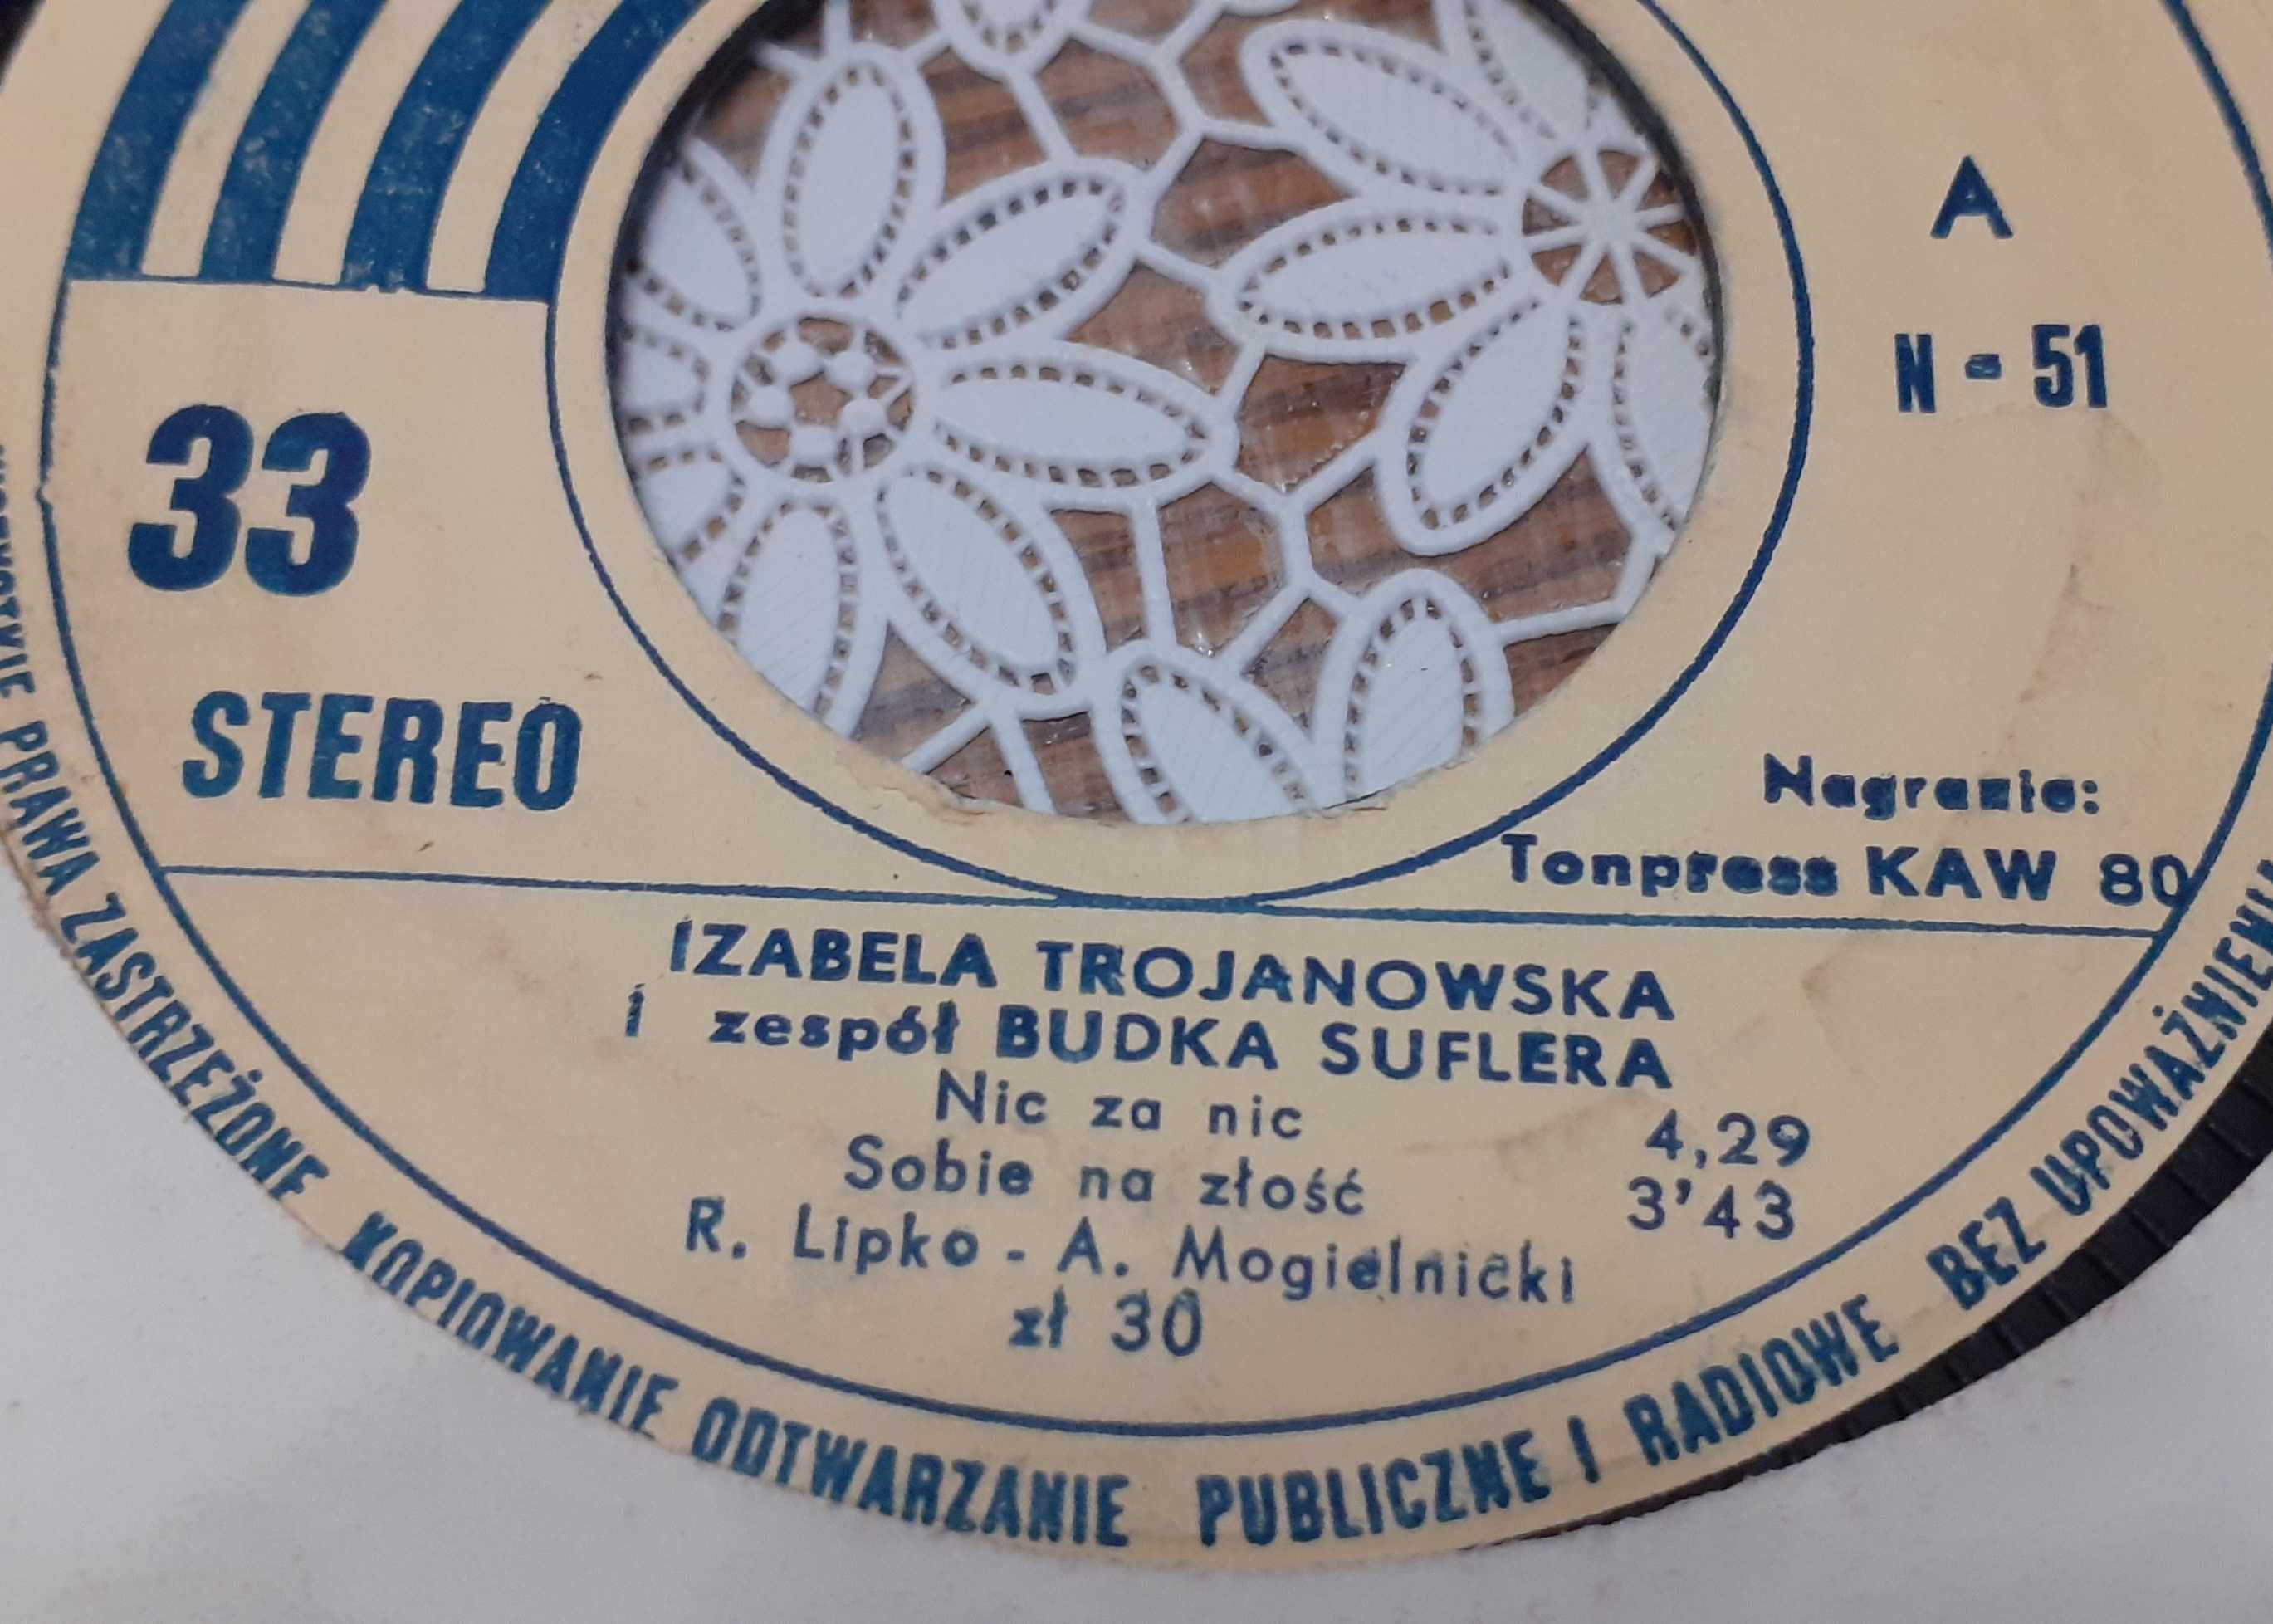 A
N-51
33
STEREO
Nagranie:
Tonpress KAW 80
IZABELA TROJANOWSKA
i zespół BUDKA SUFLERA
Nic za nic 4,29
Sobie na złość 3'43
R. Lipko - A. Mogielnicki
zł 30
PRAWA ZASTRZEŻONE KOPIOWANIE ODTWARZANIE PUBLICZNE I RADIOWE BEZ UPOWAŻNIENIA